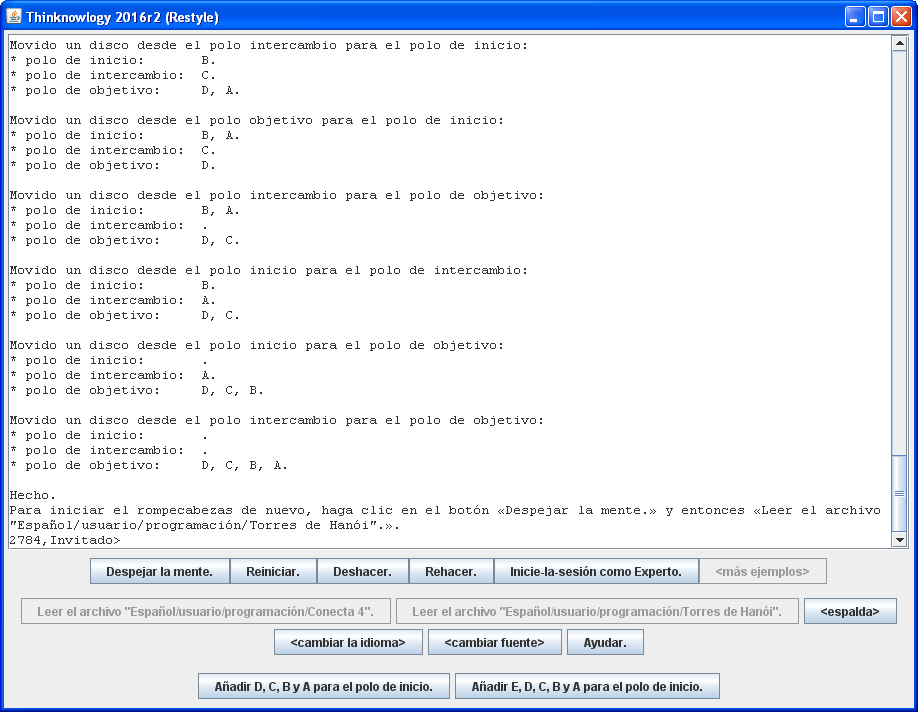 Thinknowlogy 2016r2 (Restyle)
Movido un disco desde el polo intercambio para el polo de inicio:
* polo de inicio:       B.
* polo de intercambio:  C.
* polo de objetivo:     D, A.

Movido un disco desde el polo objetivo para el polo de inicio:
* polo de inicio:       B, A.
* polo de intercambio:  C.
* polo de objetivo:     D.

Movido un disco desde el polo intercambio para el polo de objetivo:
* polo de inicio:       B, A.
* polo de intercambio:  .
* polo de objetivo:     D, C.

Movido un disco desde el polo inicio para el polo de intercambio:
* polo de inicio:       B.
* polo de intercambio:  A.
* polo de objetivo:     D, C.

Movido un disco desde el polo inicio para el polo de objetivo:
* polo de inicio:       .
* polo de intercambio:  A.
* polo de objetivo:     D, C, B.

Movido un disco desde el polo intercambio para el polo de objetivo:
* polo de inicio:       .
* polo de intercambio:  .
* polo de objetivo:     D, C, B, A.

Hecho.
Para iniciar el rompecabezas de nuevo, haga clic en el botón «Despejar la mente.» y entonces «Leer el archivo
"Español/usuario/programación/Torres de Hanói".».
2784,Invitado>
Despejar la mente. Reiniciar. Deshacer. Rehacer. Inicie-la-sesión como Experto. <más ejemplos>
Leer el archivo "Español/usuario/programación/Conecta 4". Leer el archivo "Español/usuario/programación/Torres de Hanói". <espalda>
<cambiar la idioma> <cambiar fuente> Ayudar.
Añadir D, C, B y A para el polo de inicio. Añadir E, D, C, B y A para el polo de inicio.